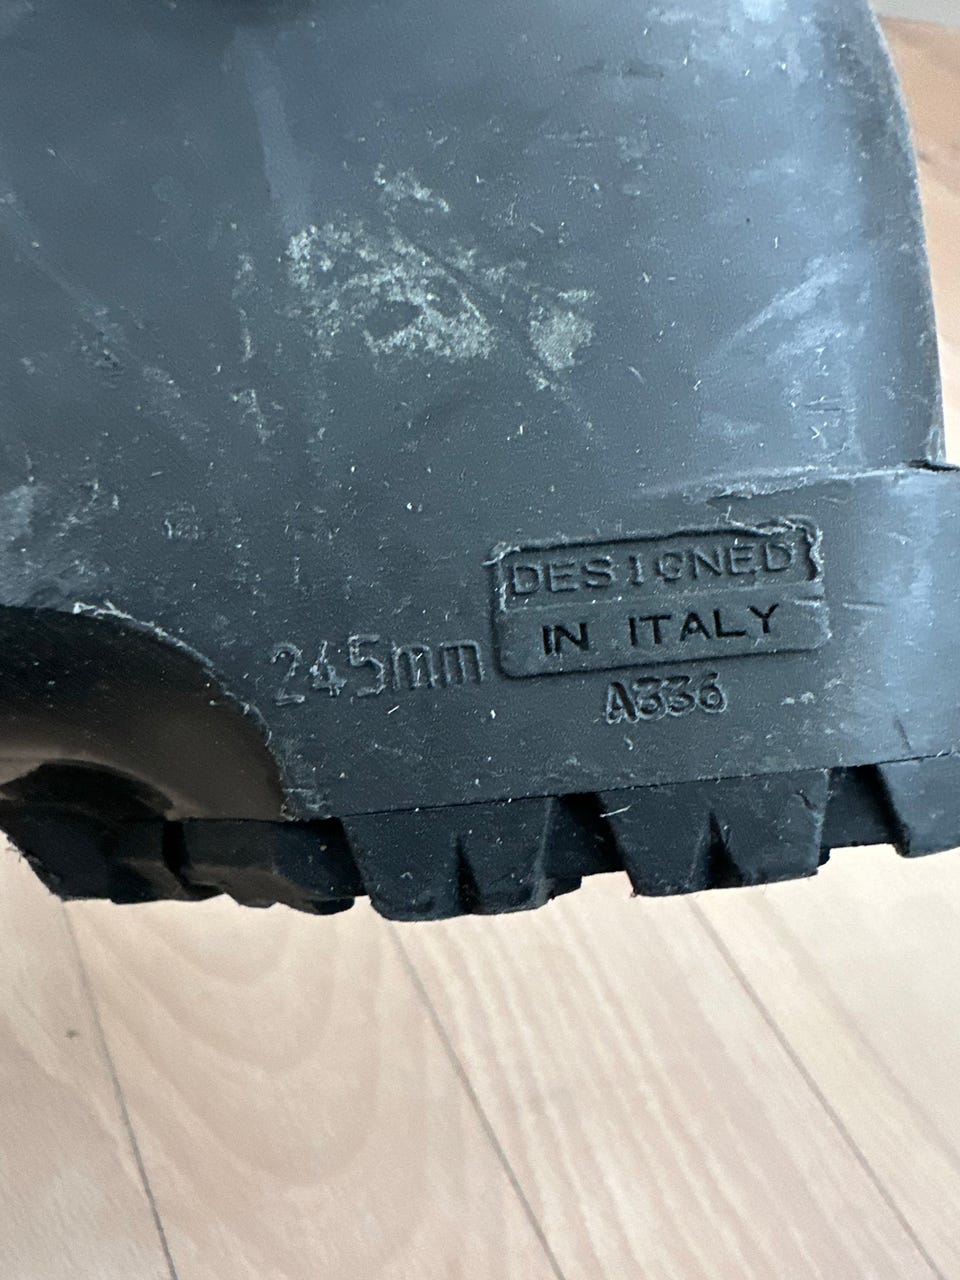 DESIGNED
IN ITALY
245mm
A336